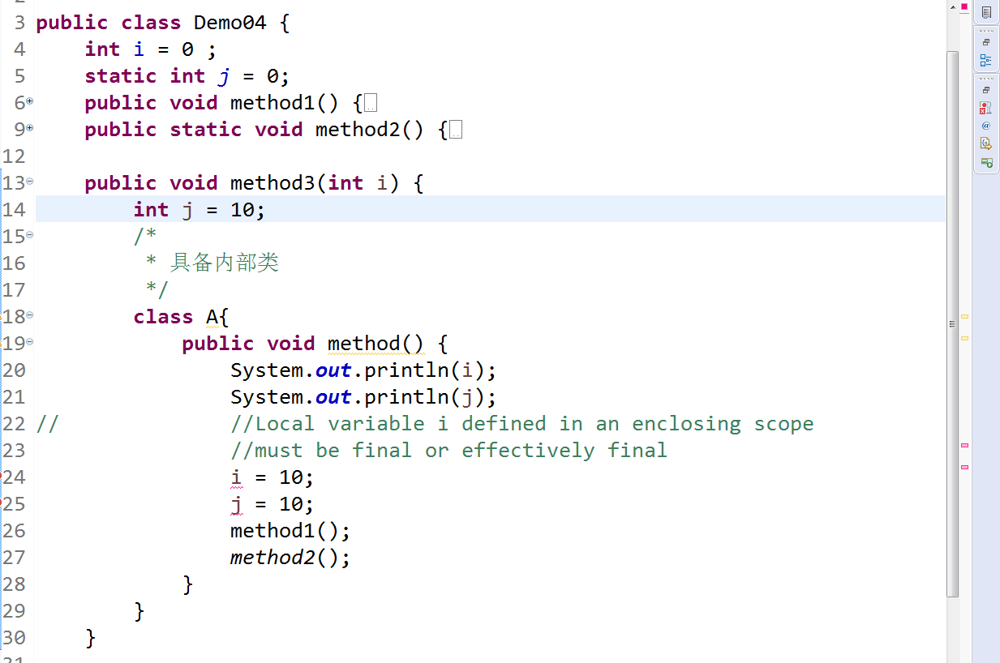 3 public class Demo04 {
4     int i = 0 ;
5     static int j = 0;
6     public void method1() {
9     public static void method2() {
12
13     public void method3(int i) {
14         int j = 10;
15         /*
16          * 具备内部类
17          */
18         class A{
19             public void method() {
20                 System.out.println(i);
21                 System.out.println(j);
22 //              //Local variable i defined in an enclosing scope
23                 //must be final or effectively final
24                 i = 10;
25                 j = 10;
26                 method1();
27                 method2();
28             }
29         }
30     }